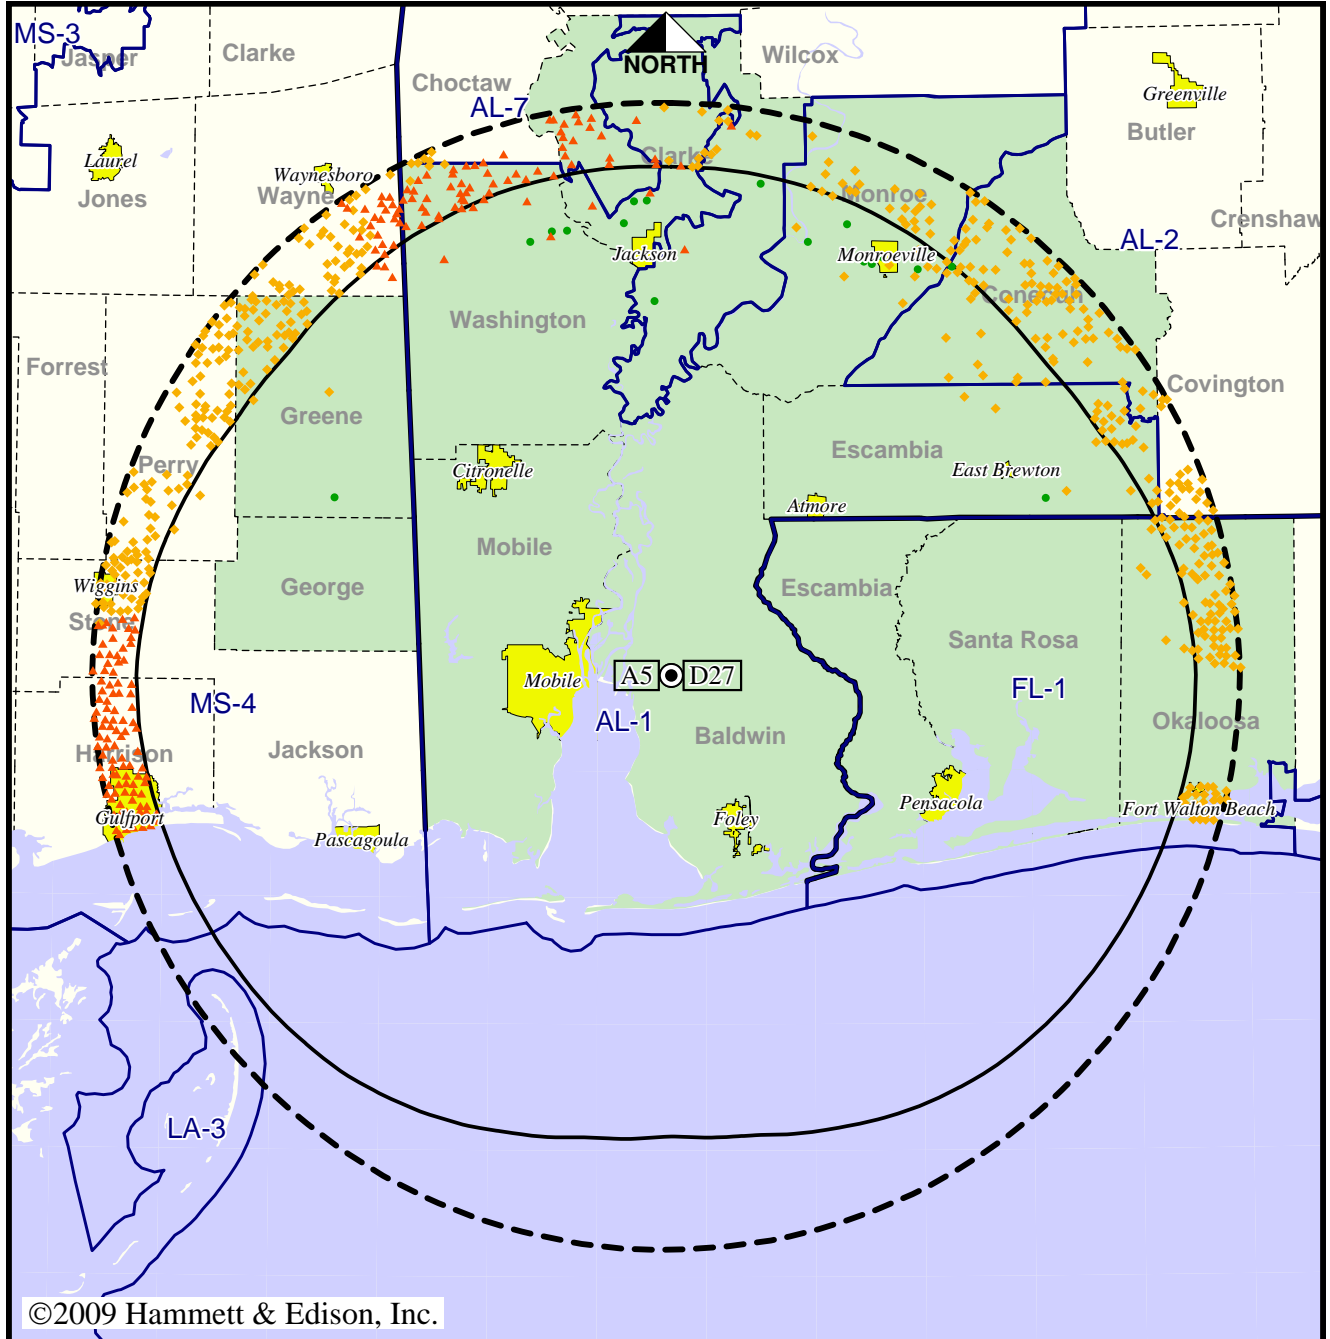 MS-3
Jasper
Clarke
Choctaw
NORTH
Wilcox
AL-7
Greenville
Butler
Laurel
Jones
Waynesboro
Wayne
Clarke
Monroe
Crenshaw
AL-2
Jackson
Monroeville
Conecuh
Washington
Forrest
Covington
Greene
Perry
Citronelle
Escambia
East Brewton
Atmore
Mobile
Wiggins
George
Escambia
Stone
Santa Rosa
Mobile
A5
D27
MS-4
FL-1
AL-1
Okaloosa
Harrison
Jackson
Baldwin
Gulfport
Pascagoula
Foley
Pensacola
Fort Walton Beach
LA-3
©2009 Hammett & Edison, Inc.